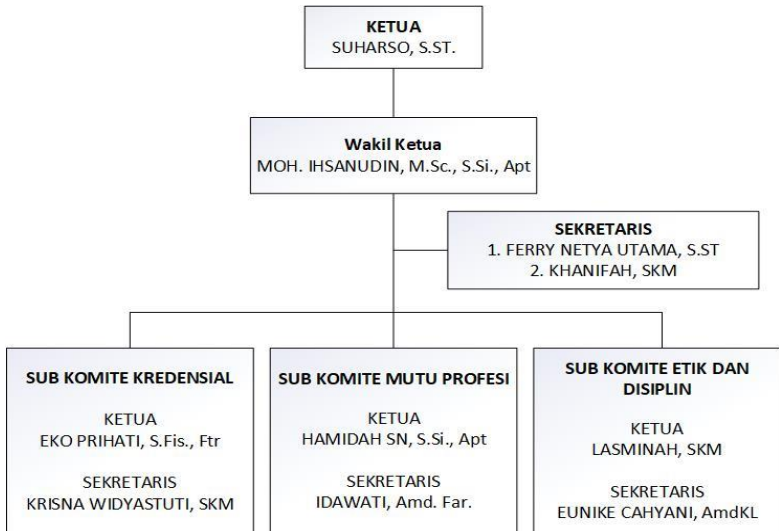 KETUA
SUHARSO, S.ST.
Wakil Ketua
MOH. IHSANUDIN, M.Sc., S.Si., Apt
SEKRETARIS
1. FERRY NETYA UTAMA, S.ST
2. KHANIFAH, SKM
SUB KOMITE KREDENSIAL
KETUA
EKO PRIHATI, S.Fis., Ftr
SEKRETARIS
KRISNA WIDYASTUTI, SKM
SUB KOMITE MUTU PROFESI
KETUA
HAMIDAH SN, S.Si., Apt
SEKRETARIS
IDAWATI, Amd. Far.
SUB KOMITE ETIK DAN
DISIPLIN
KETUA
LASMINAH, SKM
SEKRETARIS
EUNIKE CAHYANI, AmdKL